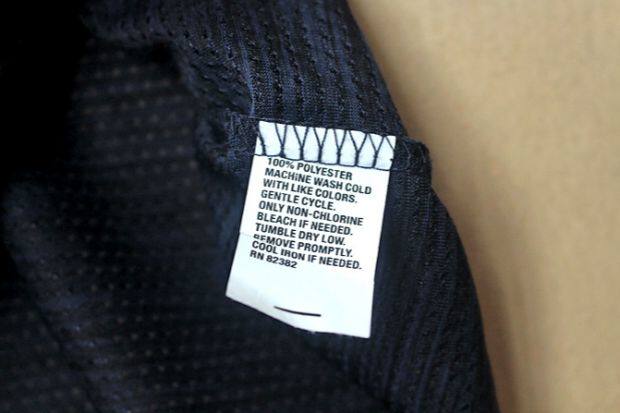 100% POLYESTER
MACHINE WASH COLD
WITH LIKE COLORS.
GENTLE CYCLE.
ONLY NON-CHLORINE
BLEACH IF NEEDED.
TUMBLE DRY LOW.
REMOVE PROMPTLY.
COOL IRON IF NEEDED.
RN 82382